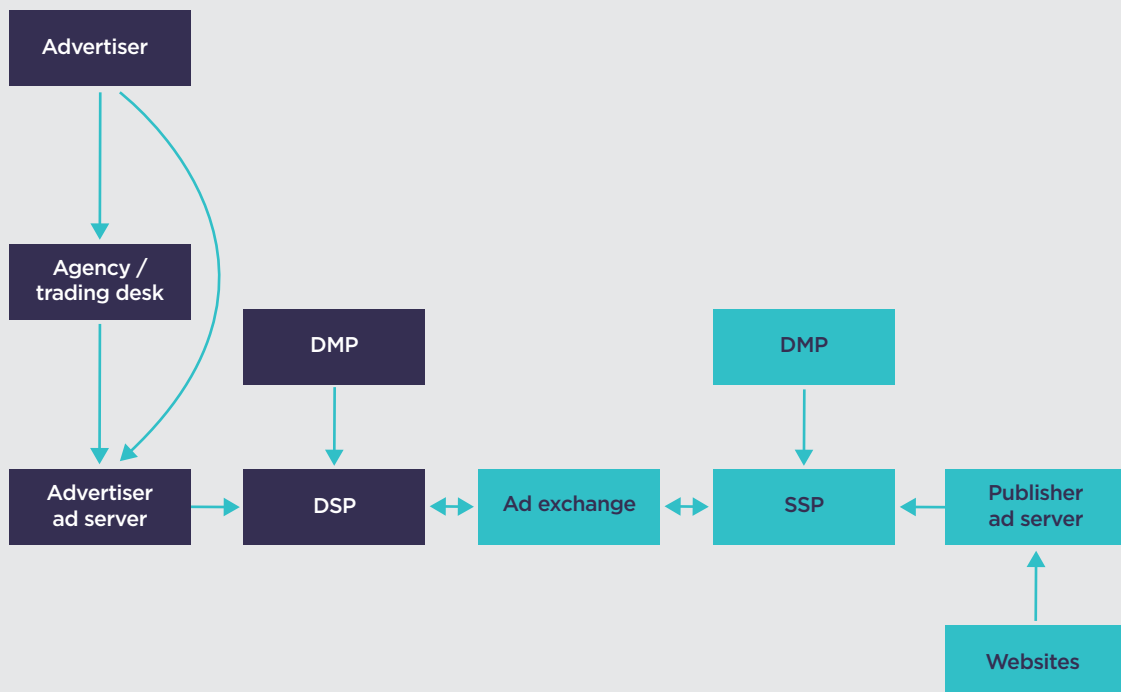 Advertiser
Agency /
trading desk
DMP
DMP
Advertiser
ad server
DSP
Ad exchange
SSP
Publisher
ad server
Websites